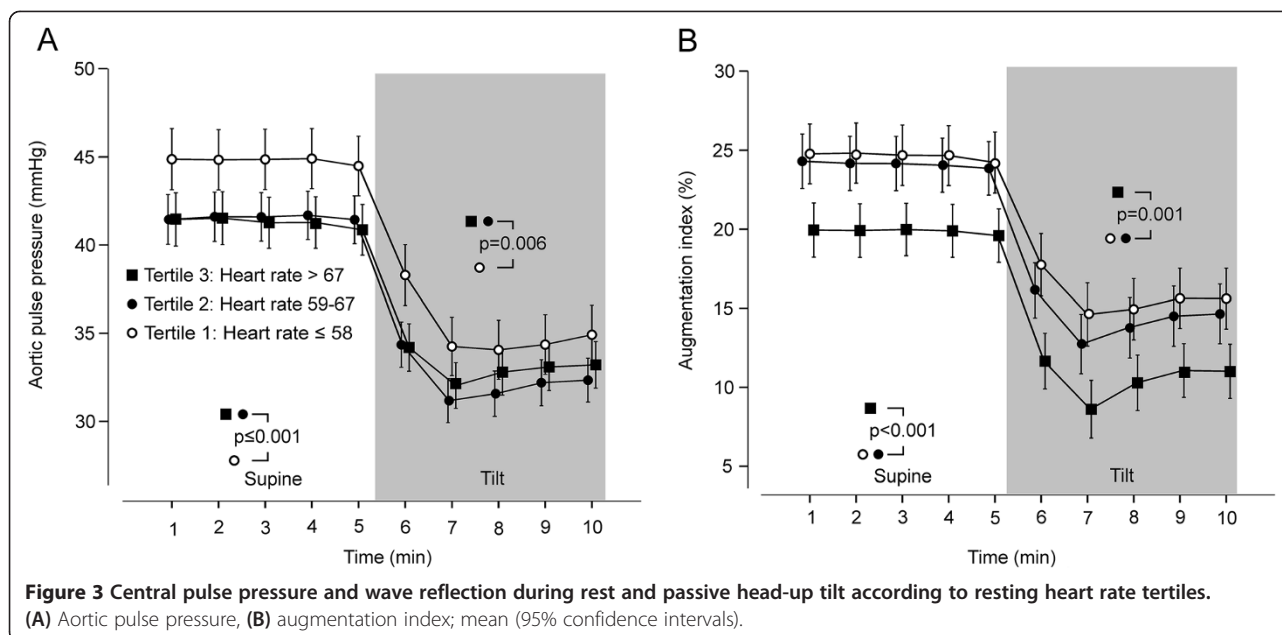 A
50
45
40
35
30
Aortic pulse pressure (mmHg)
Tertile 3: Heart rate > 67
Tertile 2: Heart rate 59-67
Tertile 1: Heart rate ≤ 58
p=0.006
p≤0.001
Supine
Tilt
1 2 3 4 5 6 7 8 9 10
Time (min)
B
30
25
20
15
10
5
Augmentation index (%)
p=0.001
p<0.001
Supine
Tilt
1 2 3 4 5 6 7 8 9 10
Time (min)
Figure 3 Central pulse pressure and wave reflection during rest and passive head-up tilt according to resting heart rate tertiles.
(A) Aortic pulse pressure, (B) augmentation index; mean (95% confidence intervals).